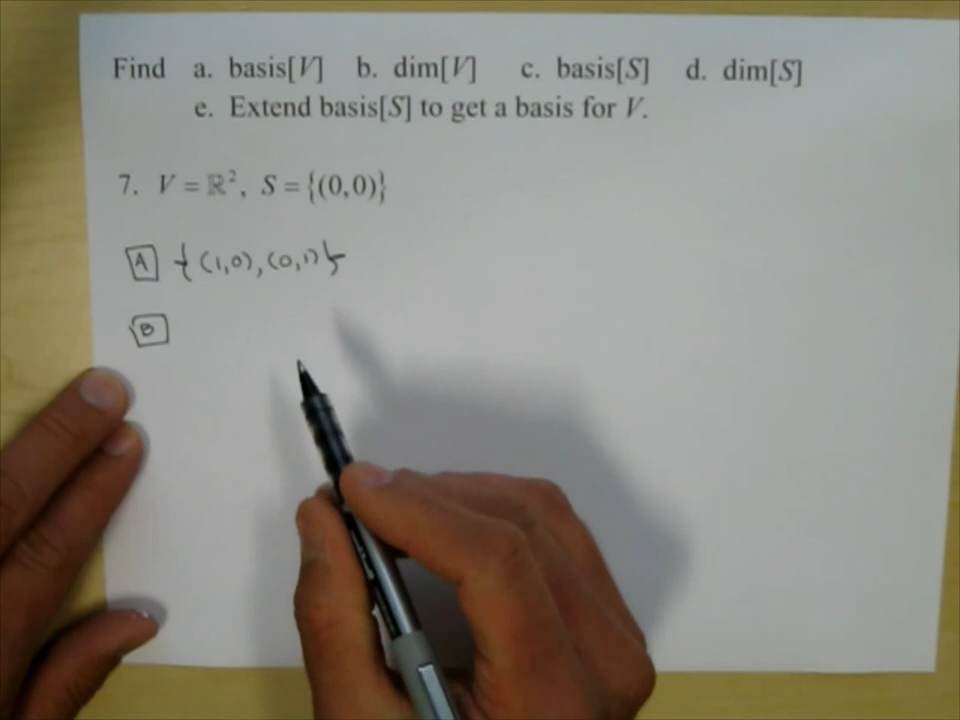 Find a. basis[V] b. dim[V] c. basis[S] d. dim[S]
e. Extend basis[S] to get a basis for V.
7. V = ℝ², S = {(0,0)}
A {(1,0),(0,1)}
B